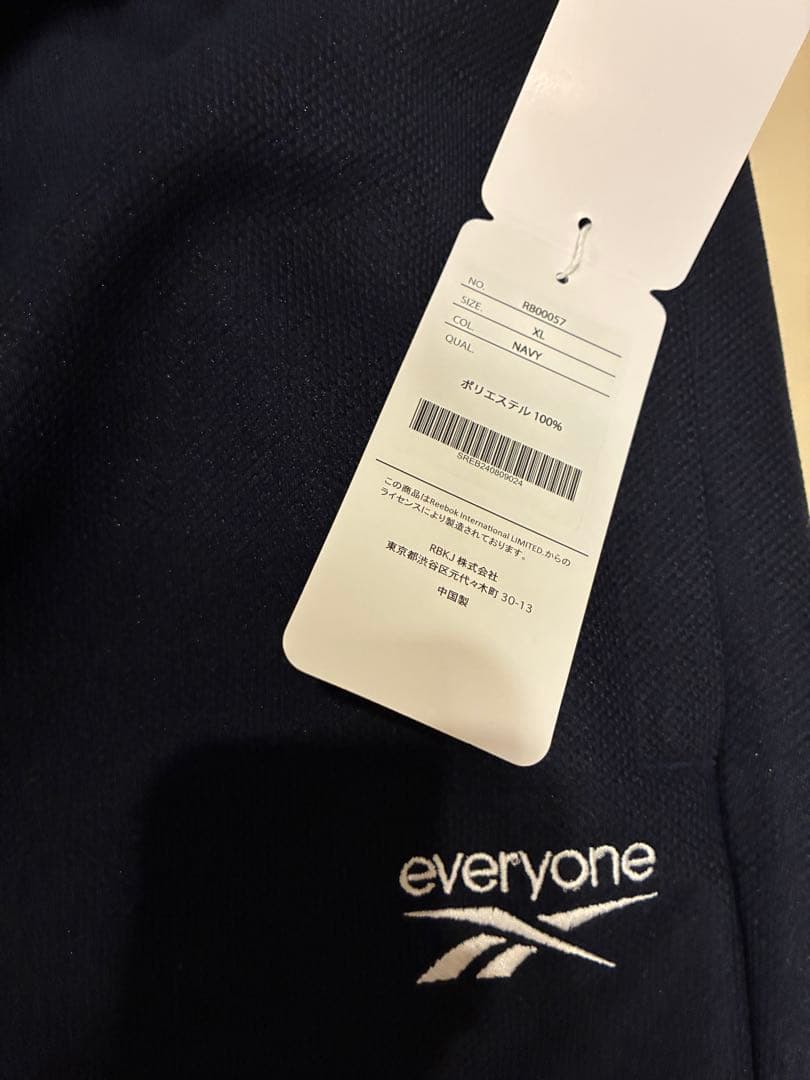 NO. RB00057
SIZE. XL
COL. NAVY
QUAL.
ポリエステル 100%
SREB240809024
この商品はReebok International LIMITED.からの
ライセンスにより製造されております。
RBKJ 株式会社
東京都渋谷区元代々木町 30-13
中国製
everyone